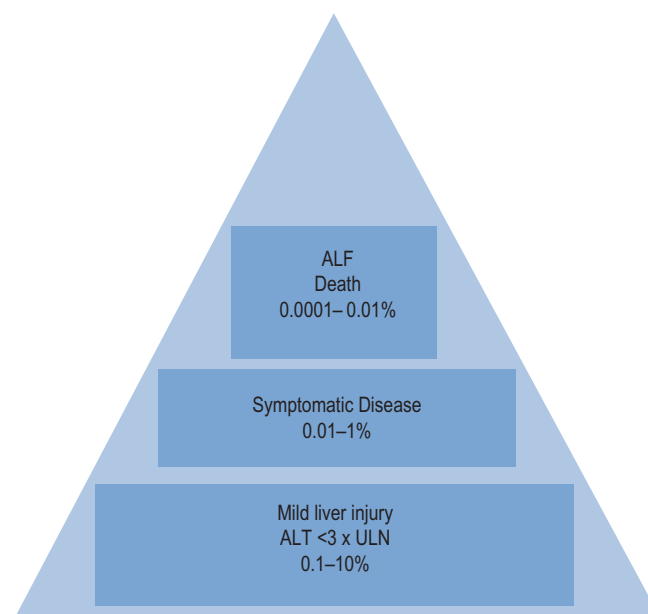 ALF
Death
0.0001– 0.01%
Symptomatic Disease
0.01–1%
Mild liver injury
ALT <3 x ULN
0.1–10%